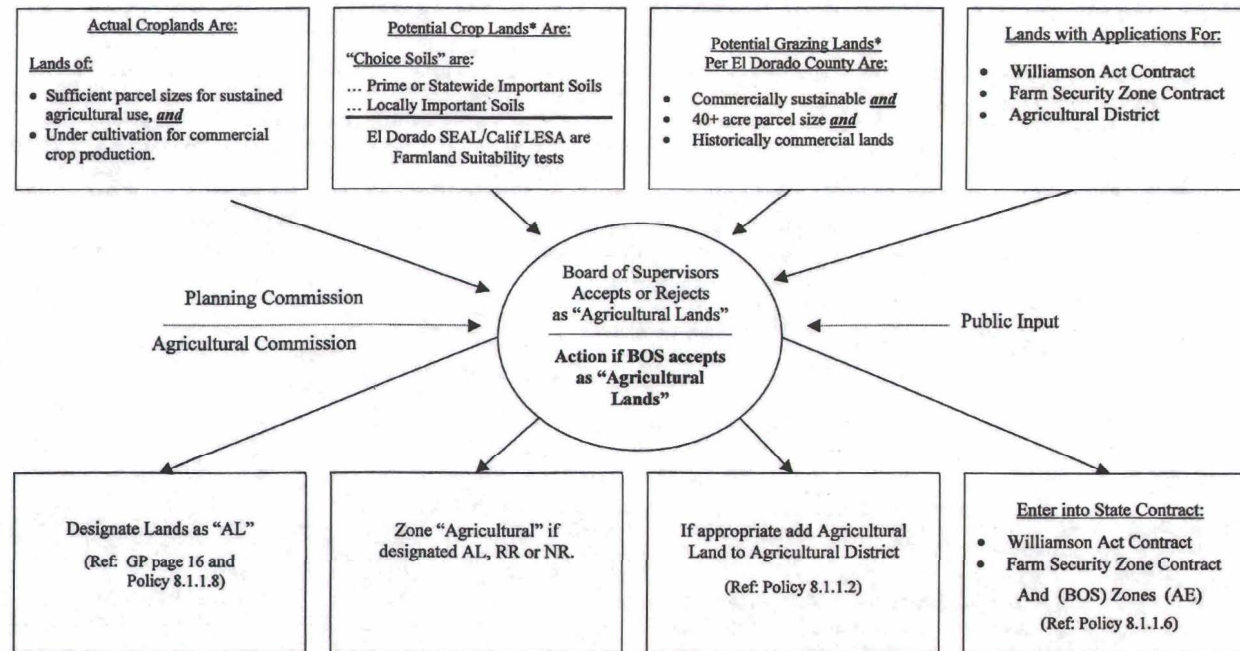 Actual Croplands Are:
Lands of:
• Sufficient parcel sizes for sustained
agricultural use, and
• Under cultivation for commercial
crop production.
Potential Crop Lands* Are:
“Choice Soils” are:
… Prime or Statewide Important Soils
… Locally Important Soils
El Dorado SEAL/Calif LESA are
Farmland Suitability tests
Potential Grazing Lands*
Per El Dorado County Are:
• Commercially sustainable and
• 40+ acre parcel size and
• Historically commercial lands
Lands with Applications For:
• Williamson Act Contract
• Farm Security Zone Contract
• Agricultural District
Planning Commission
Agricultural Commission
Board of Supervisors
Accepts or Rejects
as “Agricultural Lands”
Action if BOS accepts
as “Agricultural
Lands”
Public Input
Designate Lands as “AL”
(Ref: GP page 16 and
Policy 8.1.1.8)
Zone “Agricultural” if
designated AL, RR or NR.
If appropriate add Agricultural
Land to Agricultural District
(Ref: Policy 8.1.1.2)
Enter into State Contract:
• Williamson Act Contract
• Farm Security Zone Contract
And (BOS) Zones (AE)
(Ref: Policy 8.1.1.6)